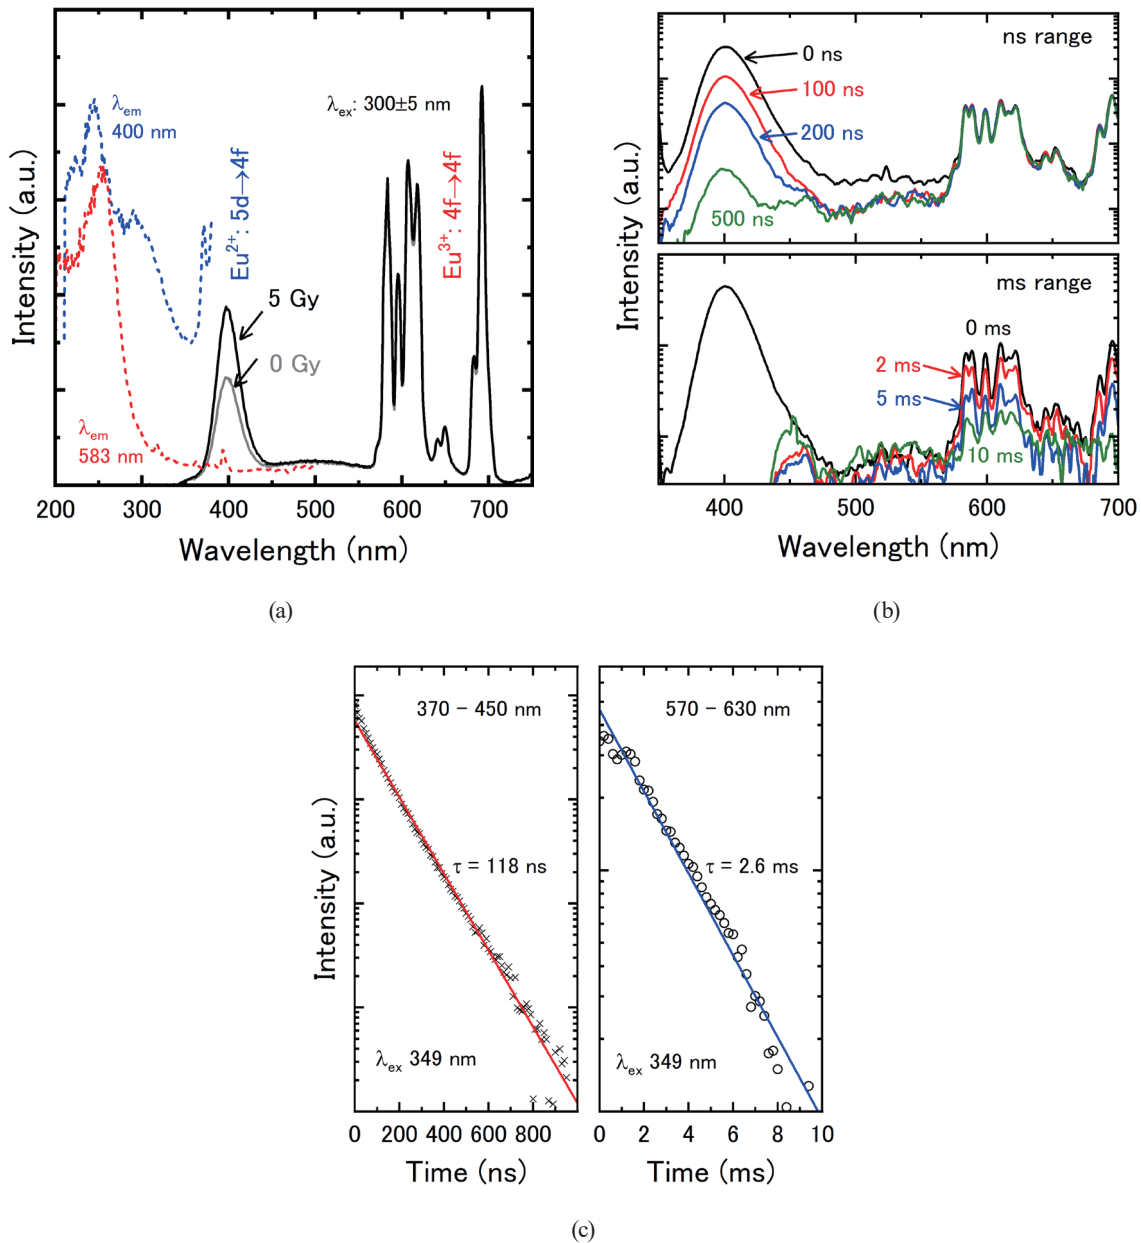 Intensity (a.u.)
λem
400 nm
Eu2+: 5d→4f
λex: 300±5 nm
Eu3+: 4f→4f
5 Gy
0 Gy
λem
583 nm
200 300 400 500 600 700
Wavelength (nm)
(a)
Intensity (a.u.)
ns range
0 ns
100 ns
200 ns
500 ns
ms range
0 ms
2 ms
5 ms
10 ms
400 500 600 700
Wavelength (nm)
(b)
Intensity (a.u.)
370 − 450 nm
τ = 118 ns
λex 349 nm
0 200 400 600 800
Time (ns)
570 − 630 nm
τ = 2.6 ms
λex 349 nm
0 2 4 6 8 10
Time (ms)
(c)